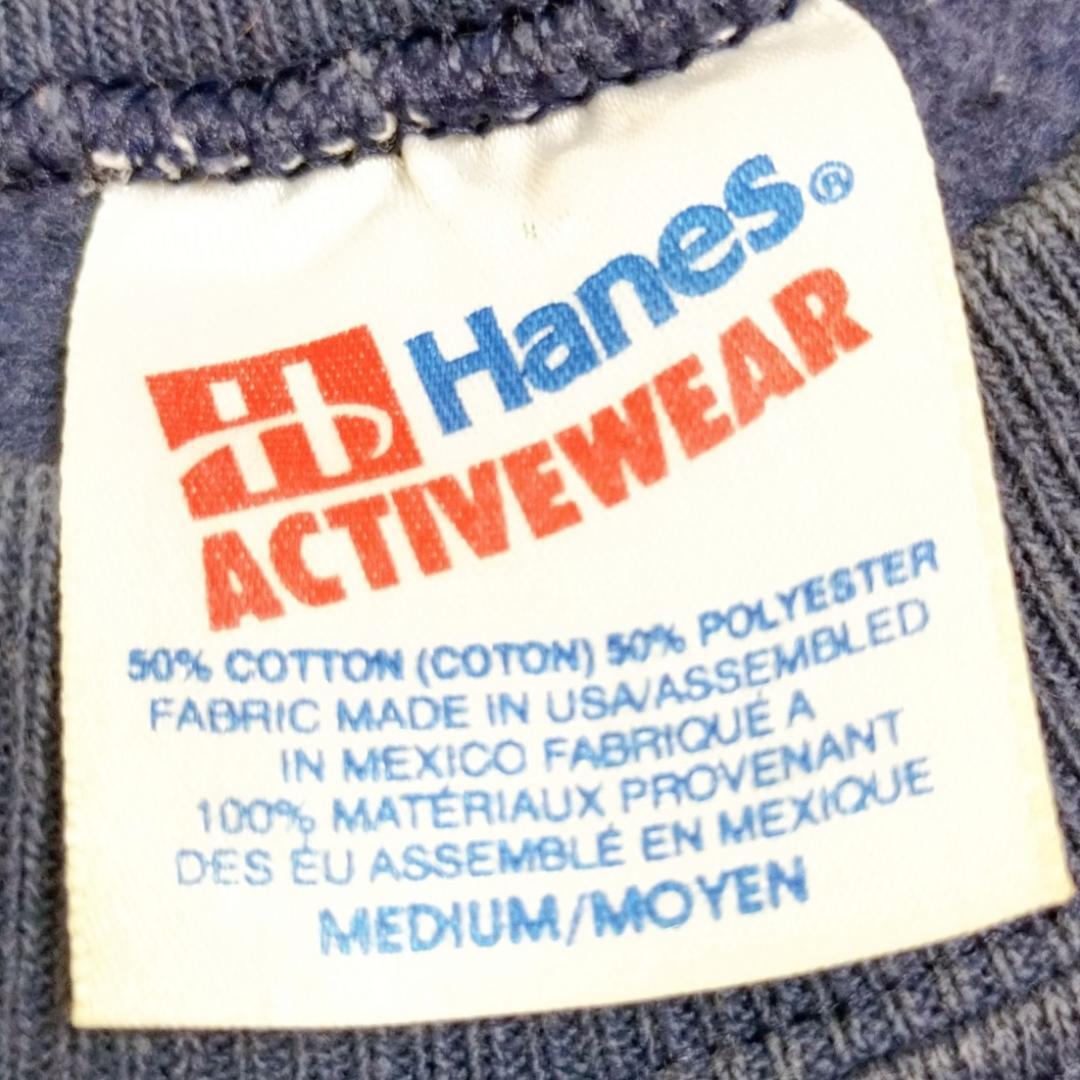 Hanes®
ACTIVEWEAR
50% COTTON (COTON) 50% POLYESTER
FABRIC MADE IN USA/ASSEMBLED
IN MEXICO FABRIQUÉ A
100% MATÉRIAUX PROVENANT
DES ÉU ASSEMBLÉ EN MEXIQUE
MEDIUM/MOYEN